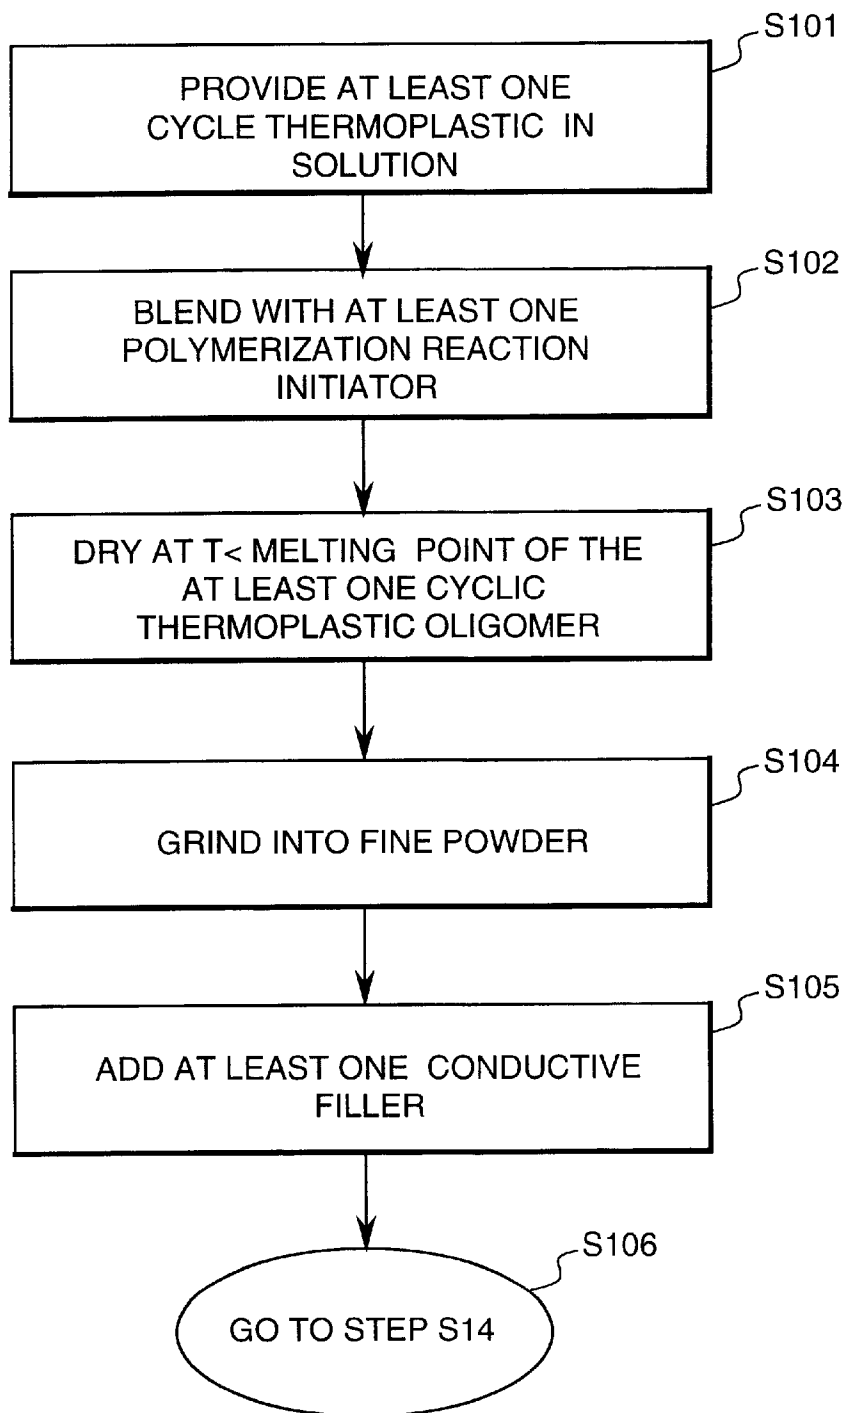 S101
PROVIDE AT LEAST ONE
CYCLE THERMOPLASTIC IN
SOLUTION
S102
BLEND WITH AT LEAST ONE
POLYMERIZATION REACTION
INITIATOR
S103
DRY AT T< MELTING POINT OF THE
AT LEAST ONE CYCLIC
THERMOPLASTIC OLIGOMER
S104
GRIND INTO FINE POWDER
S105
ADD AT LEAST ONE CONDUCTIVE
FILLER
S106
GO TO STEP S14